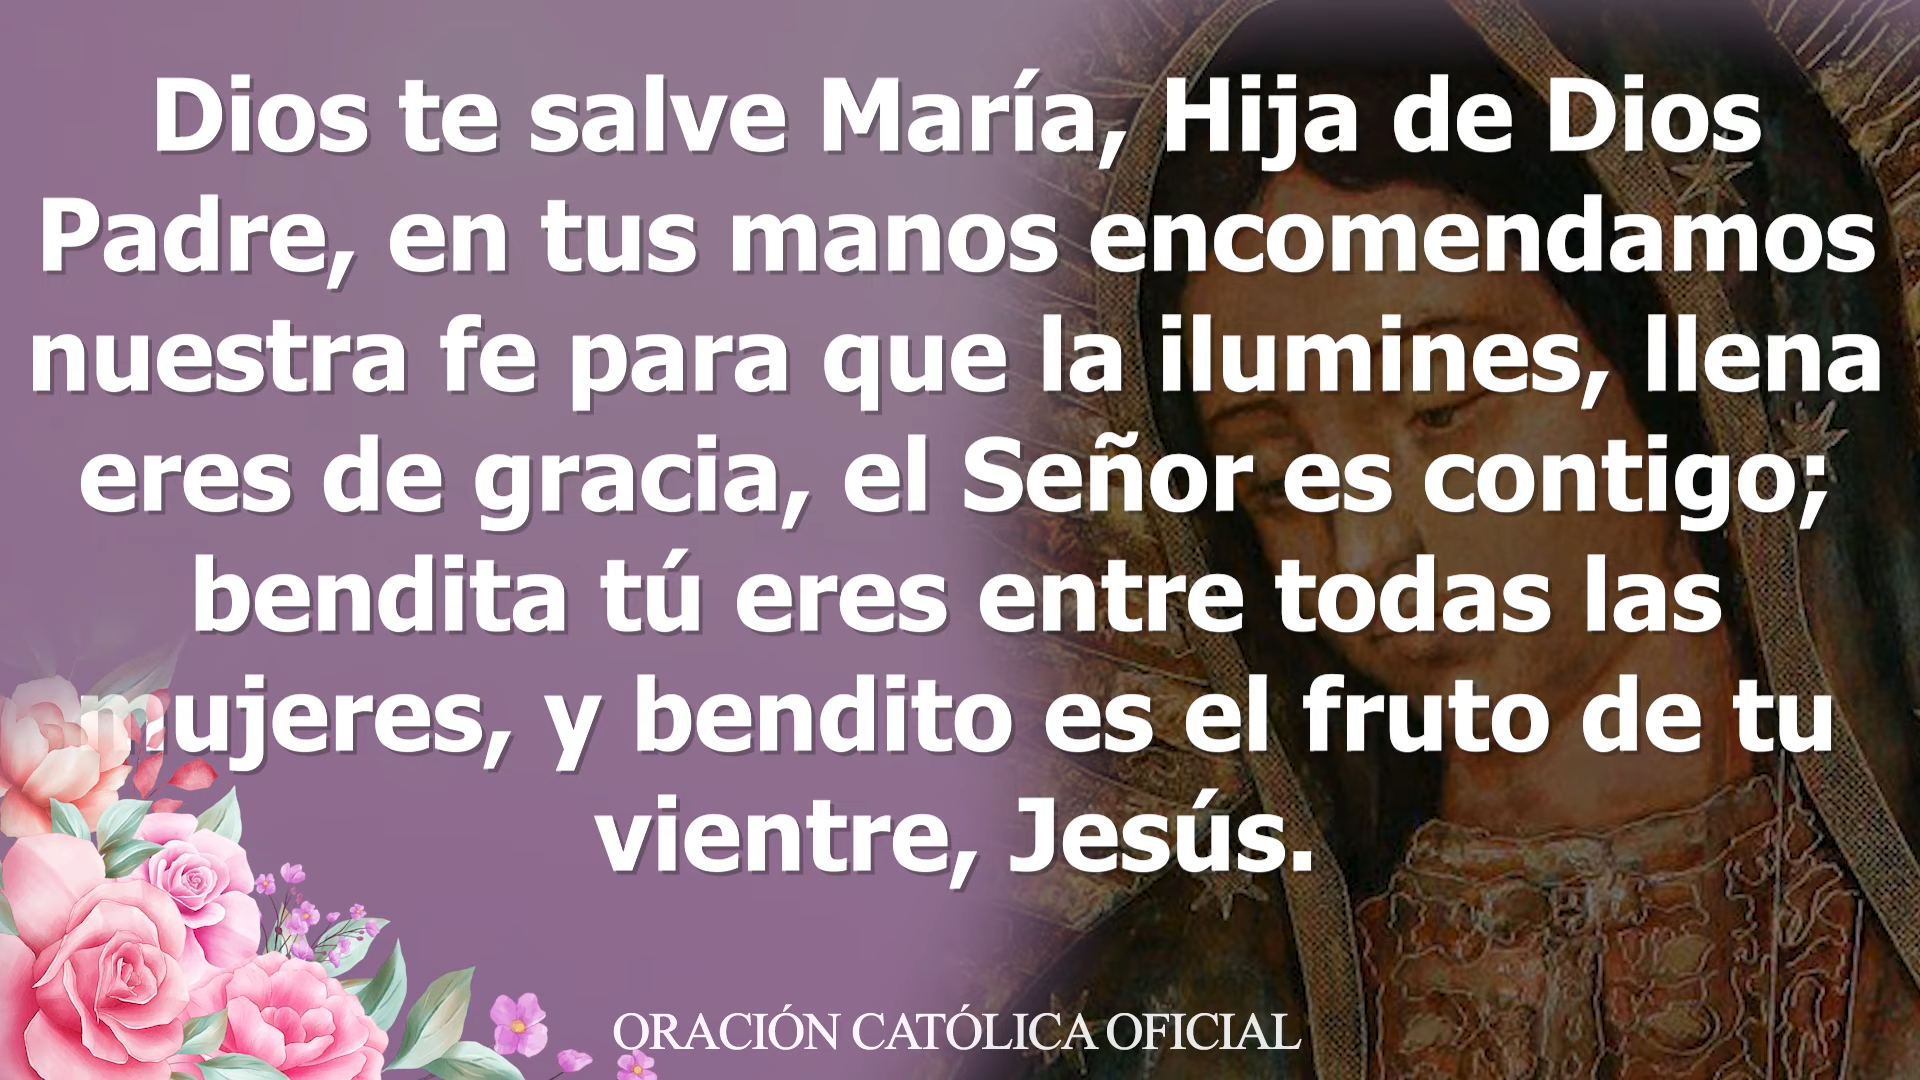 Dios te salve María, Hija de Dios
Padre, en tus manos encomendamos
nuestra fe para que la ilumines, llena
eres de gracia, el Señor es contigo;
bendita tú eres entre todas las
mujeres, y bendito es el fruto de tu
vientre, Jesús.
ORACIÓN CATÓLICA OFICIAL